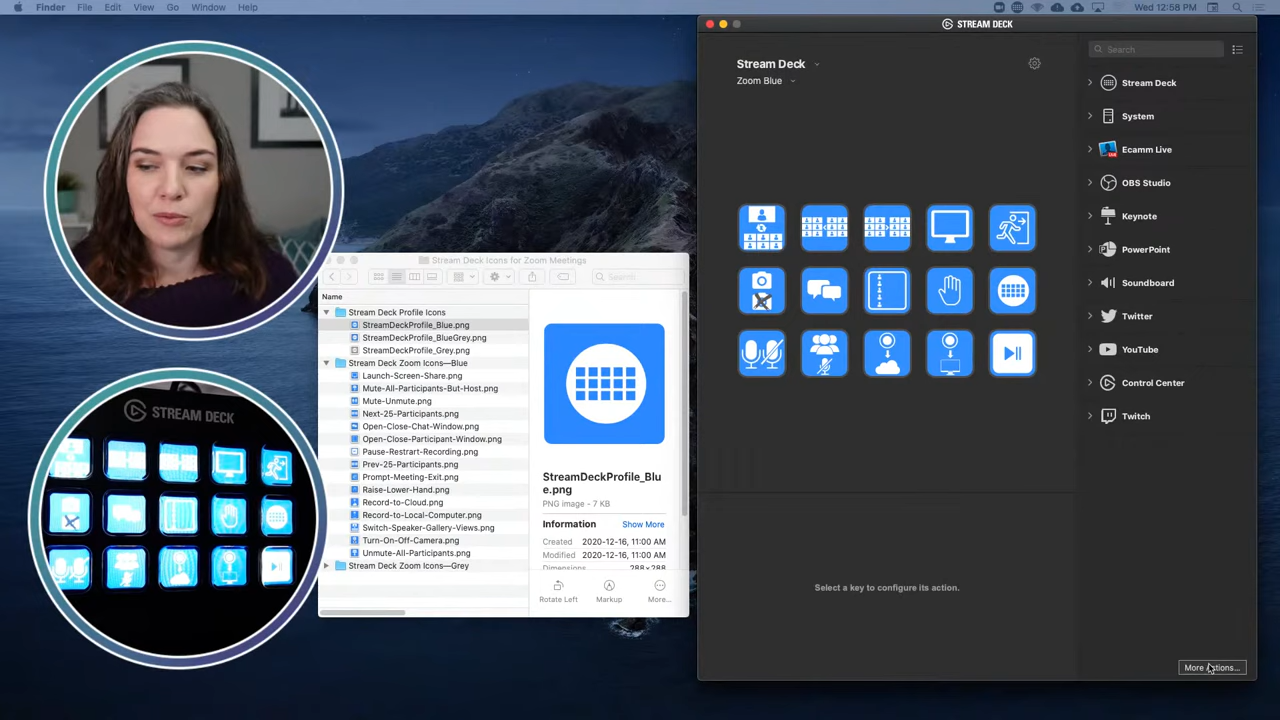 Finder File Edit View Go Window Help
Wed 12:58 PM
STREAM DECK
Stream Deck
Zoom Blue
Search
Stream Deck
System
Ecamm Live
OBS Studio
Keynote
PowerPoint
Soundboard
Twitter
YouTube
Control Center
Twitch
Select a key to configure its action.
More Actions...
Stream Deck Icons for Zoom Meetings
Search
Name
Stream Deck Profile Icons
StreamDeckProfile_Blue.png
StreamDeckProfile_BlueGrey.png
StreamDeckProfile_Grey.png
Stream Deck Zoom Icons—Blue
Launch-Screen-Share.png
Mute-All-Participants-But-Host.png
Mute-Unmute.png
Next-25-Participants.png
Open-Close-Chat-Window.png
Open-Close-Participant-Window.png
Pause-Restrart-Recording.png
Prev-25-Participants.png
Prompt-Meeting-Exit.png
Raise-Lower-Hand.png
Record-to-Cloud.png
Record-to-Local-Computer.png
Switch-Speaker-Gallery-Views.png
Turn-On-Off-Camera.png
Unmute-All-Participants.png
Stream Deck Zoom Icons—Grey
StreamDeckProfile_Blu
e.png
PNG image - 7 KB
Information Show More
Created 2020-12-16, 11:00 AM
Modified 2020-12-16, 11:00 AM
Dimensions 288×288
Rotate Left Markup More...
STREAM DECK